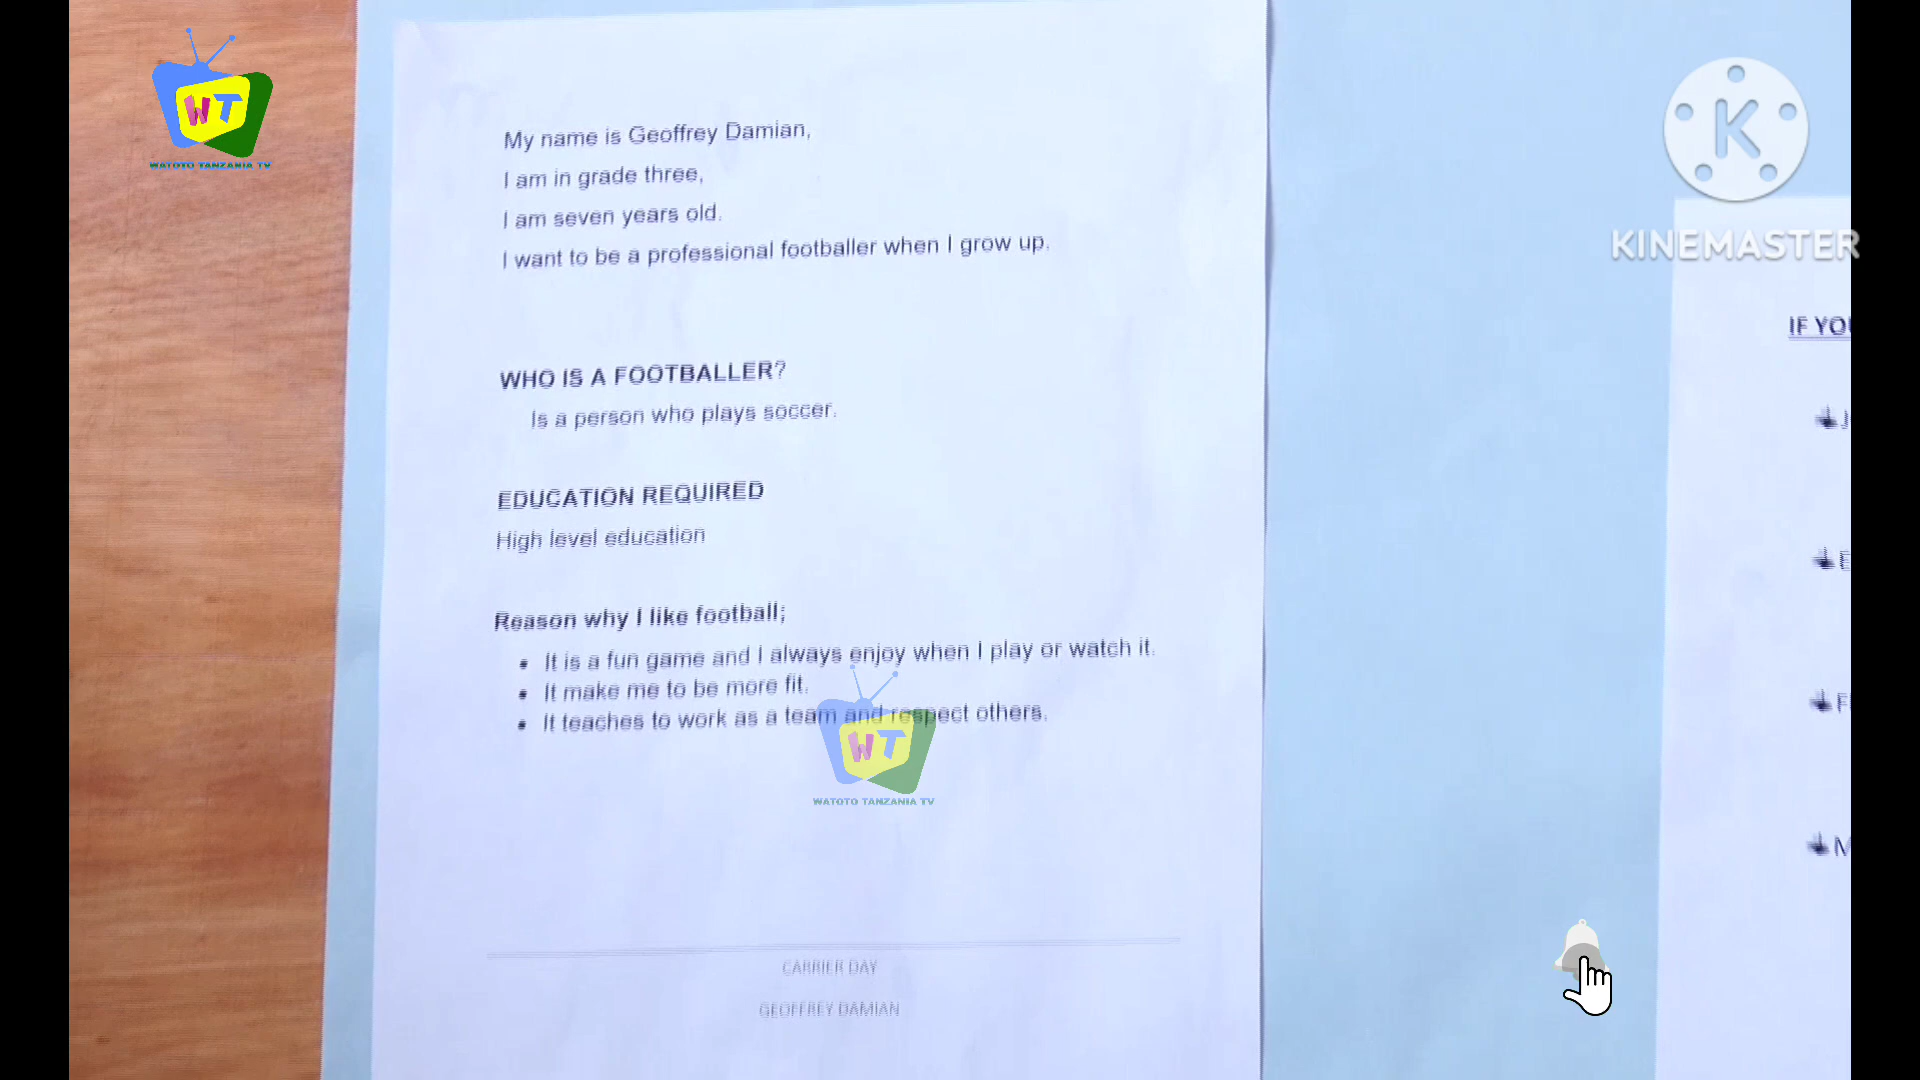 WT
WATOTO TANZANIA TV
K
KINEMASTER
My name is Geoffrey Damian,
I am in grade three,
I am seven years old.
I want to be a professional footballer when I grow up.
WHO IS A FOOTBALLER?
Is a person who plays soccer.
EDUCATION REQUIRED
High level education
Reason why I like football;
• It is a fun game and I always enjoy when I play or watch it.
• It make me to be more fit.
• It teaches to work as a team and respect others.
WT
WATOTO TANZANIA TV
CARRIER DAY
GEOFFREY DAMIAN
IF